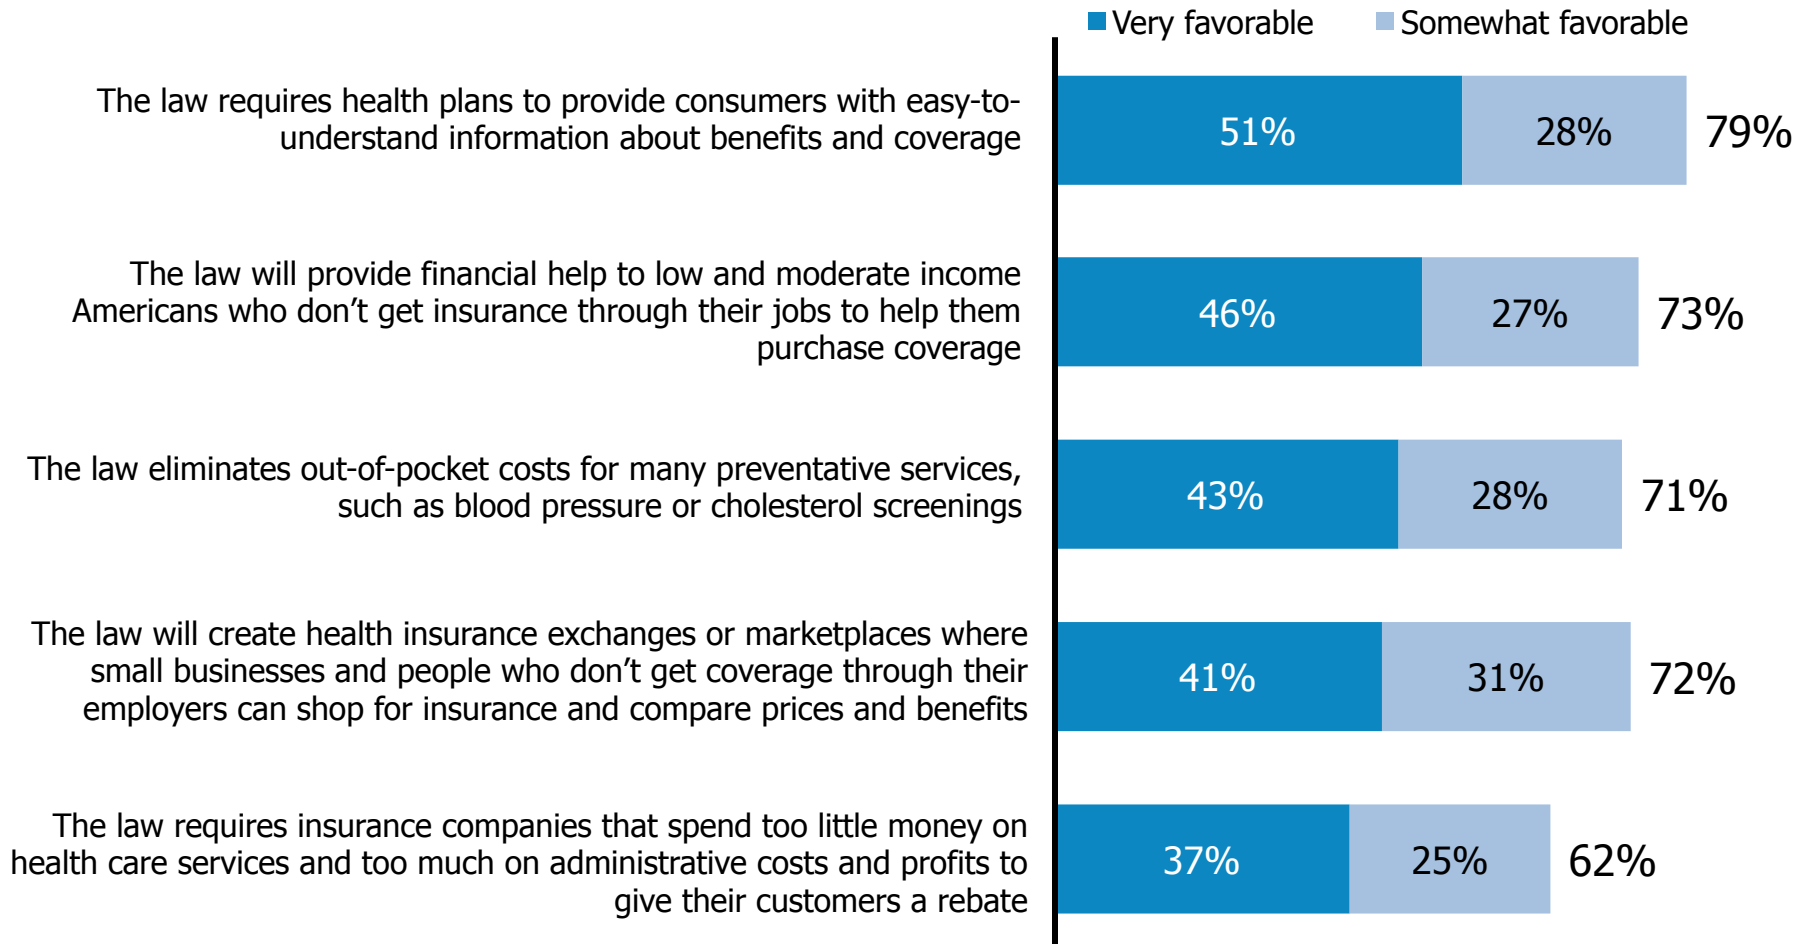 Very favorable Somewhat favorable
The law requires health plans to provide consumers with easy-to-
understand information about benefits and coverage
51% 28% 79%
The law will provide financial help to low and moderate income
Americans who don’t get insurance through their jobs to help them
purchase coverage
46% 27% 73%
The law eliminates out-of-pocket costs for many preventative services,
such as blood pressure or cholesterol screenings
43% 28% 71%
The law will create health insurance exchanges or marketplaces where
small businesses and people who don’t get coverage through their
employers can shop for insurance and compare prices and benefits
41% 31% 72%
The law requires insurance companies that spend too little money on
health care services and too much on administrative costs and profits to
give their customers a rebate
37% 25% 62%